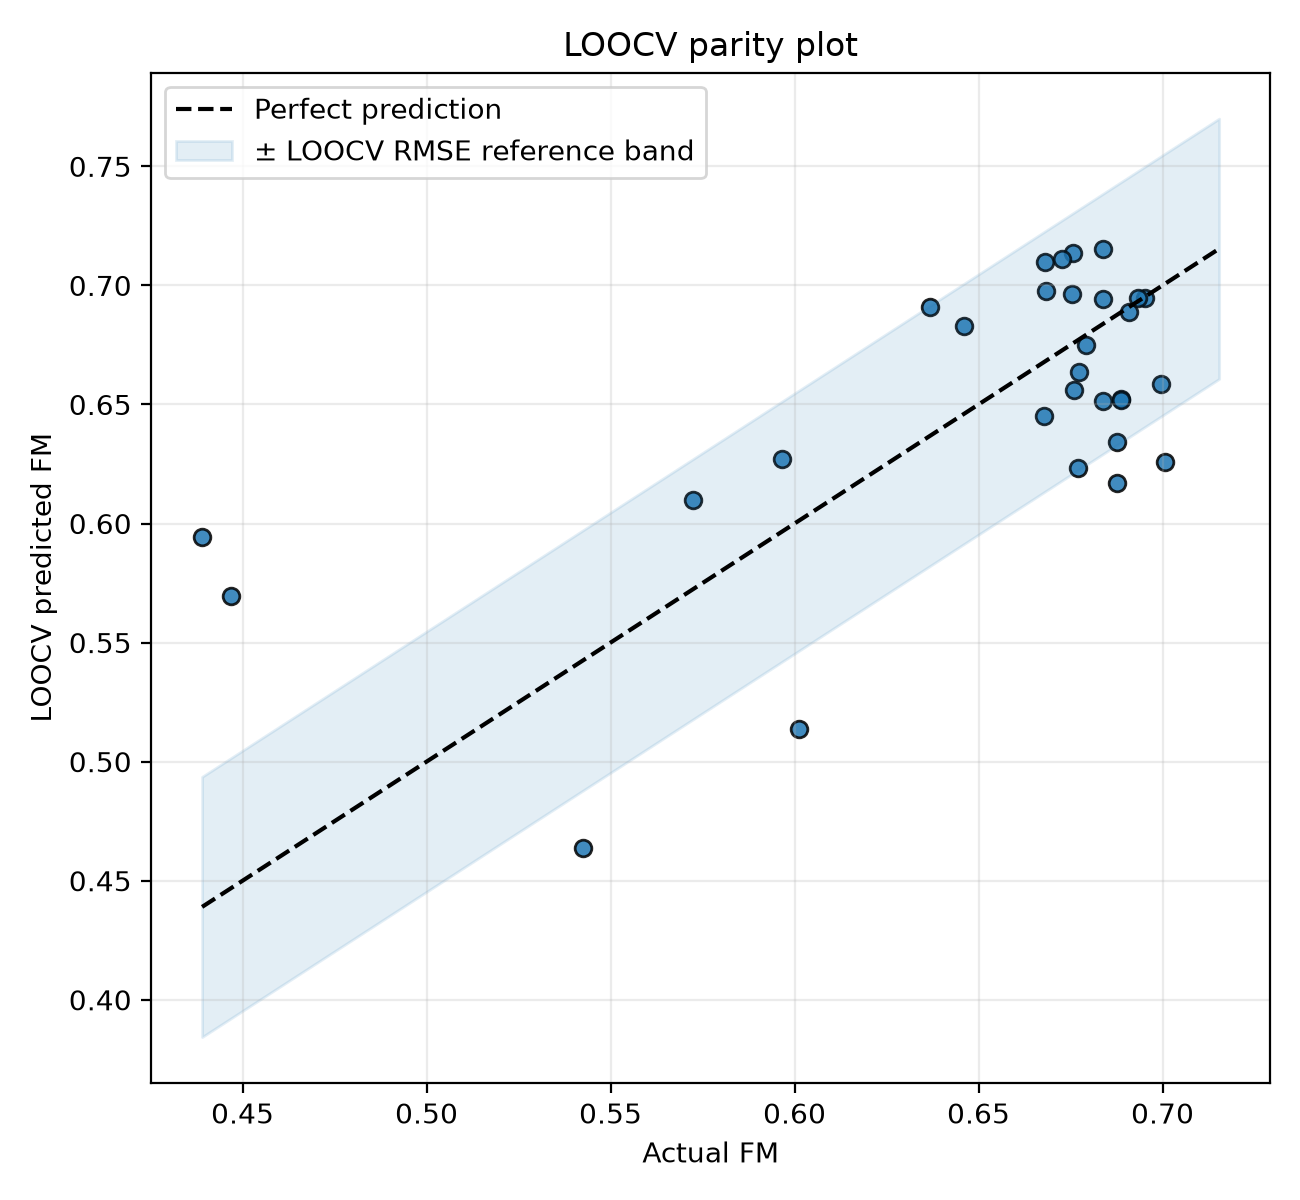 LOOCV parity plot
Perfect prediction
± LOOCV RMSE reference band
0.75
0.70
0.65
0.60
0.55
0.50
0.45
0.40
LOOCV predicted FM
0.45 0.50 0.55 0.60 0.65 0.70
Actual FM